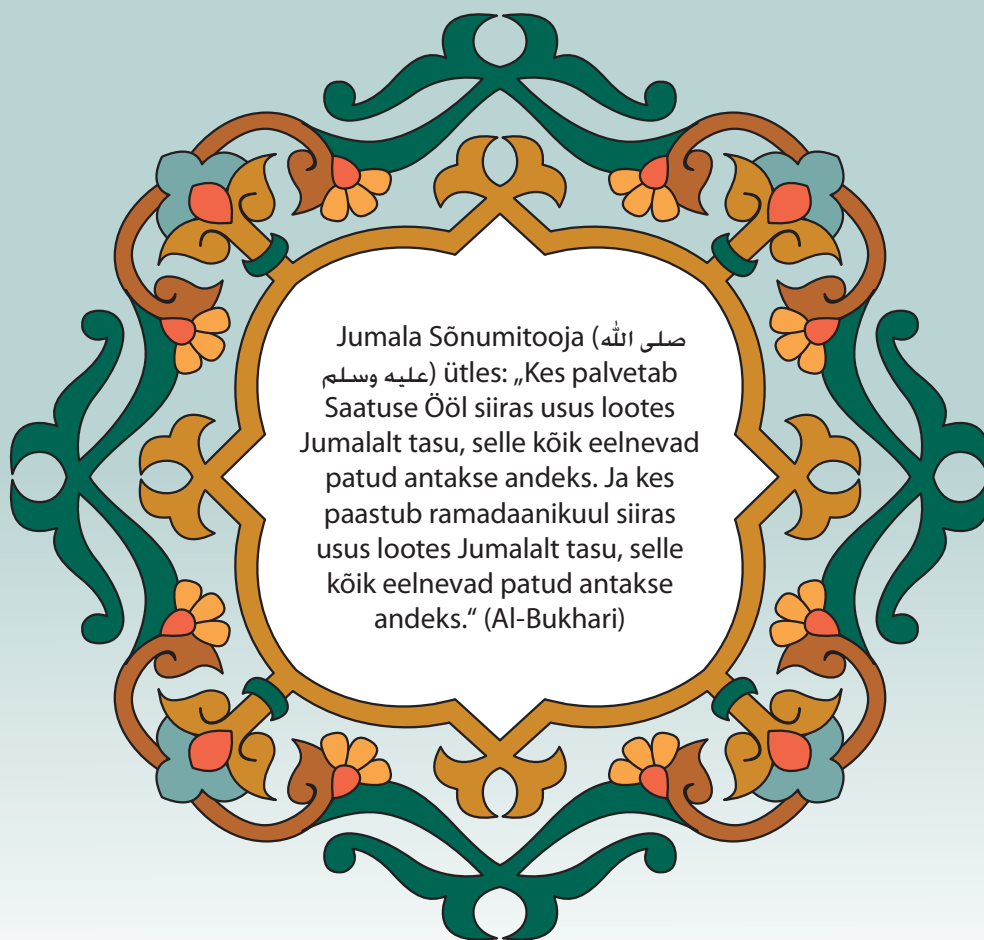 Jumala Sõnumitooja (صلى الله
عليه وسلم) ütles: „Kes palvetab
Saatuse Ööl siiras usus lootes
Jumalalt tasu, selle kõik eelnevad
patud antakse andeks. Ja kes
paastub ramadaanikuul siiras
usus lootes Jumalalt tasu, selle
kõik eelnevad patud antakse
andeks.“ (Al-Bukhari)